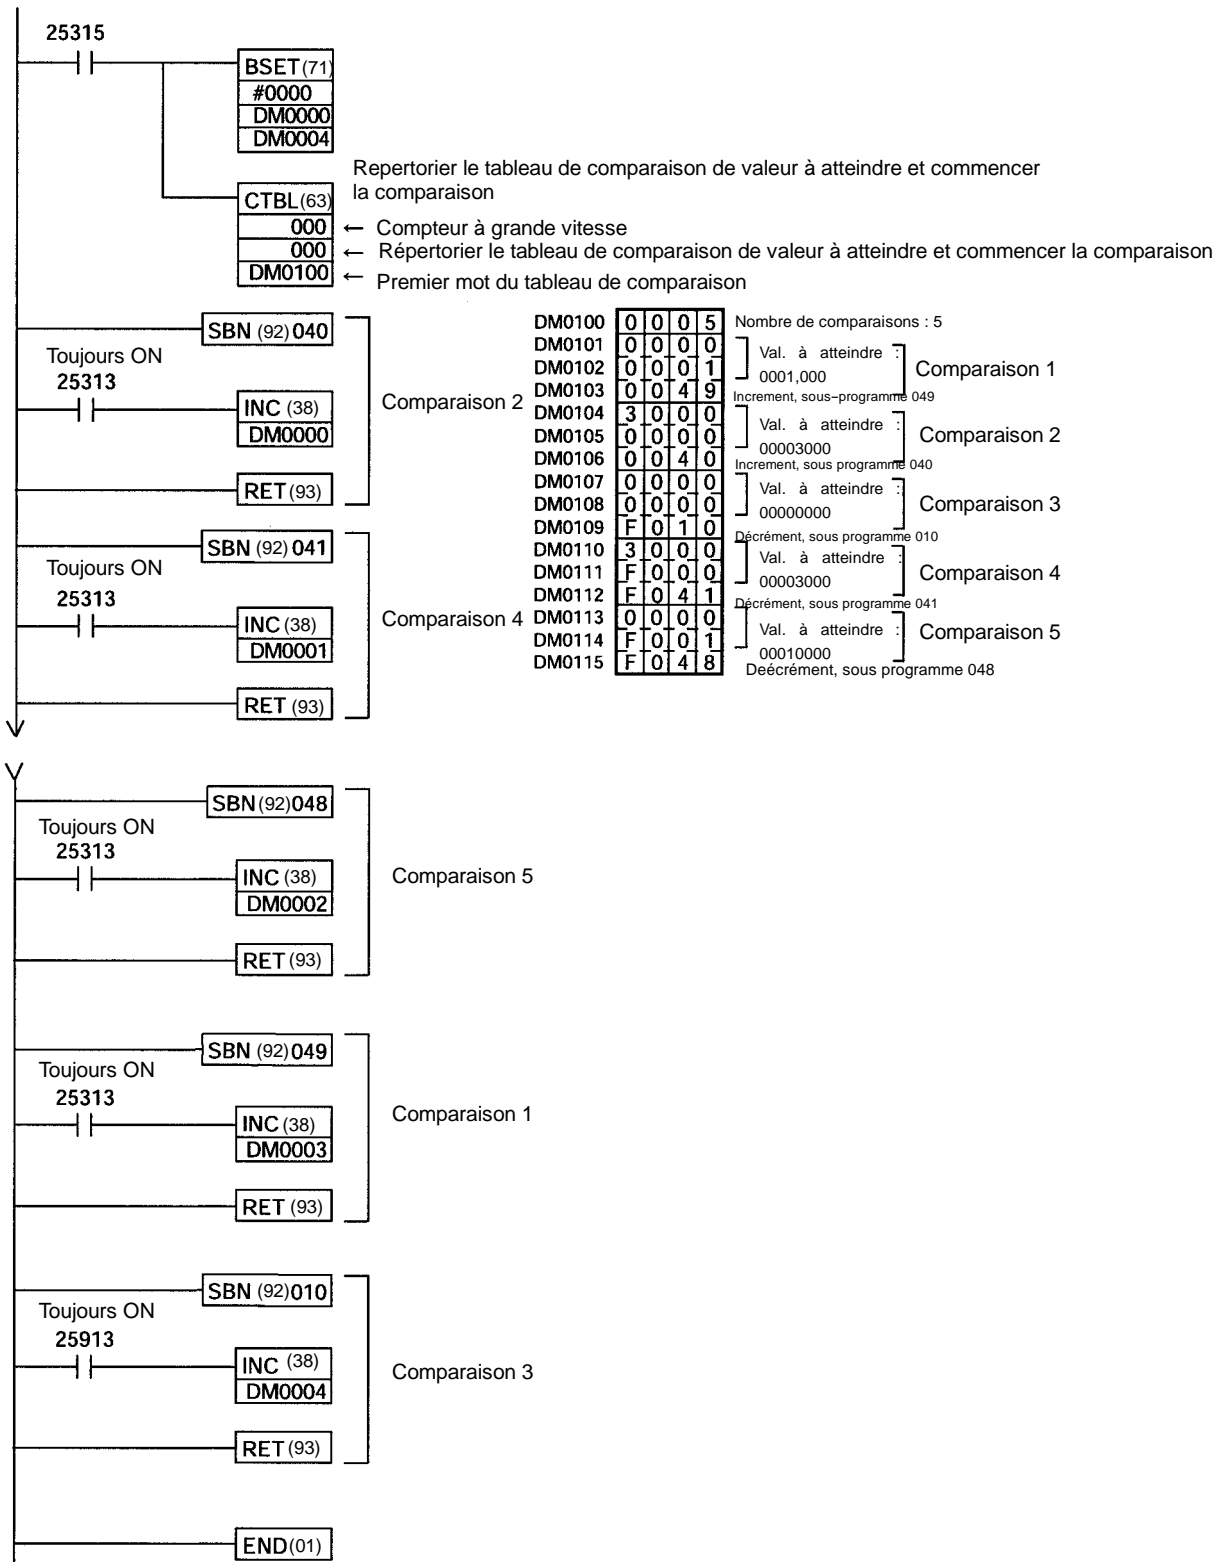 25315
BSET(71)
#0000
DM0000
DM0004
Repertorier le tableau de comparaison de valeur à atteindre et commencer
la comparaison
CTBL(63)
000 ← Compteur à grande vitesse
000 ← Répertorier le tableau de comparaison de valeur à atteindre et commencer la comparaison
DM0100 ← Premier mot du tableau de comparaison
SBN (92) 040
Toujours ON
25313
INC (38)
DM0000
RET (93)
Comparaison 2
SBN (92) 041
Toujours ON
25313
INC (38)
DM0001
RET (93)
Comparaison 4
DM0100 0 0 0 5 Nombre de comparaisons : 5
DM0101 0 0 0 0
DM0102 0 0 0 1
DM0103 0 0 4 9
Val. à atteindre :
0001,000
Comparaison 1
Increment, sous-programme 049
DM0104 3 0 0 0
DM0105 0 0 0 0
DM0106 0 0 4 0
Val. à atteindre :
00003000
Comparaison 2
Increment, sous programme 040
DM0107 0 0 0 0
DM0108 0 0 0 0
DM0109 F 0 1 0
Val. à atteindre :
00000000
Comparaison 3
Décrément, sous programme 010
DM0110 3 0 0 0
DM0111 F 0 0 0
DM0112 F 0 4 1
Val. à atteindre :
00003000
Comparaison 4
Décrément, sous programme 041
DM0113 0 0 0 0
DM0114 F 0 0 1
DM0115 F 0 4 8
Val. à atteindre :
00010000
Comparaison 5
Deécrément, sous programme 048
SBN (92) 048
Toujours ON
25313
INC (38)
DM0002
RET (93)
Comparaison 5
SBN (92) 049
Toujours ON
25313
INC (38)
DM0003
RET (93)
Comparaison 1
SBN (92) 010
Toujours ON
25913
INC (38)
DM0004
RET (93)
Comparaison 3
END(01)